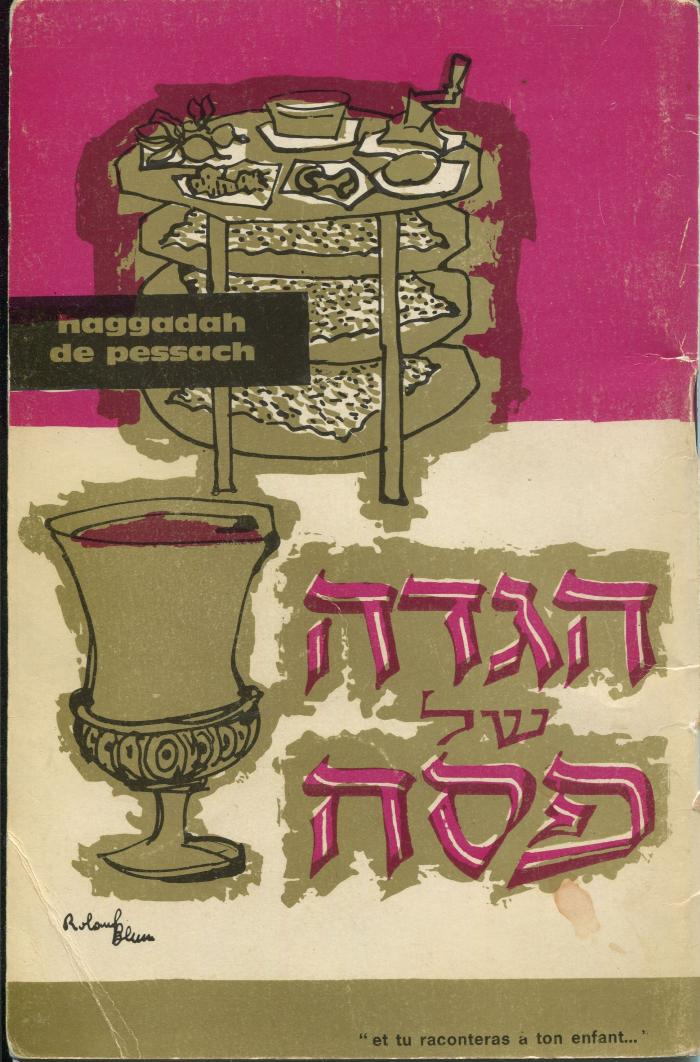 naggadah
de pessach
הגדה
של
פסח
Roland
Blum
"et tu raconteras a ton enfant..."